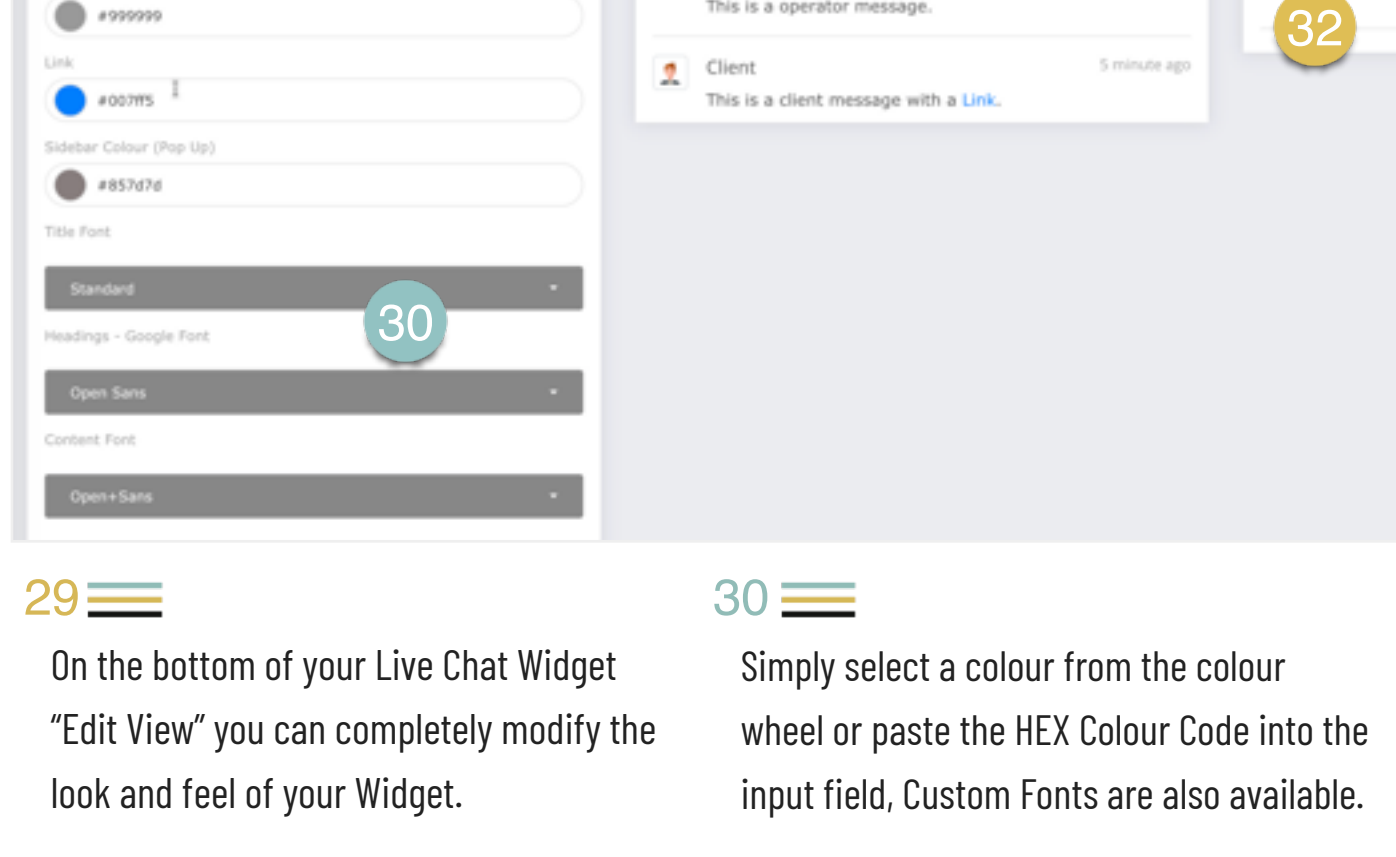 #999999
Link
#007ff5
Sidebar Colour (Pop Up)
#857d7d
Title Font
Standard
30
Headings - Google Font
Open Sans
Content Font
Open+Sans
This is a operator message.
Client
5 minute ago
This is a client message with a Link.
32
29
On the bottom of your Live Chat Widget
“Edit View” you can completely modify the
look and feel of your Widget.
30
Simply select a colour from the colour
wheel or paste the HEX Colour Code into the
input field, Custom Fonts are also available.